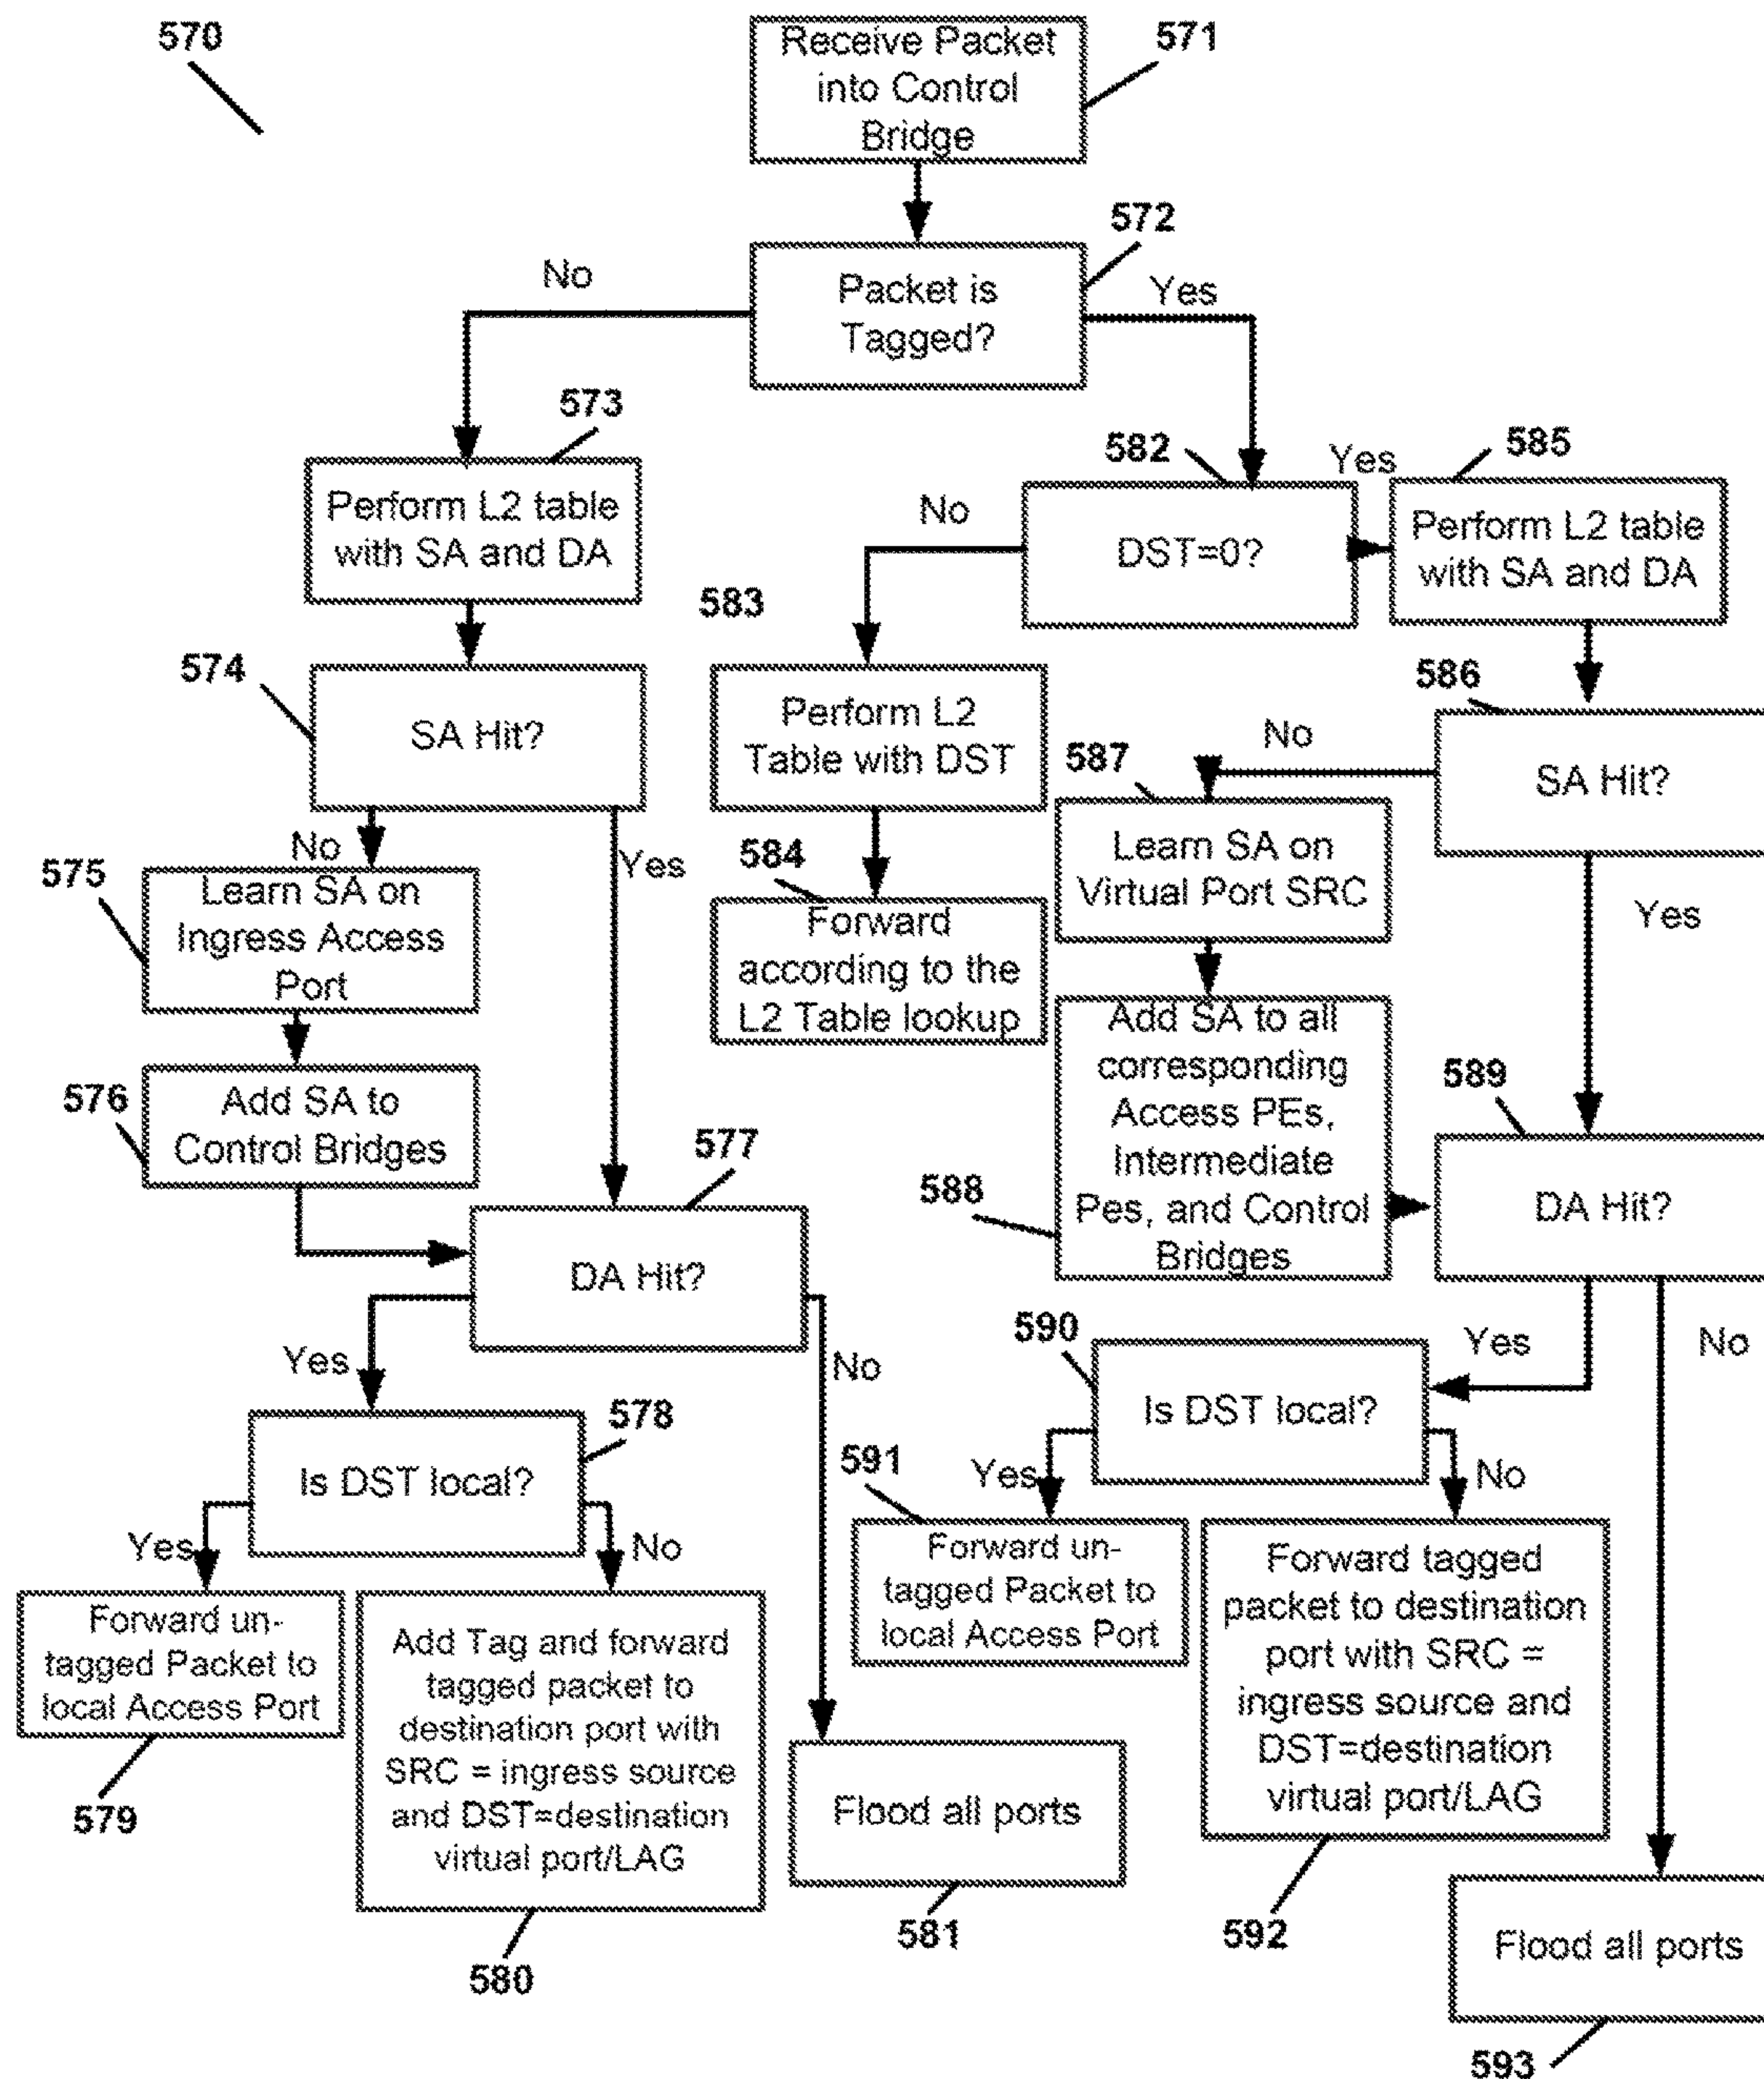 570
Receive Packet
into Control
Bridge
571
572
No
Packet is
Tagged?
Yes
573
Perform L2 table
with SA and DA
582
No
DST=0?
Yes
585
Perform L2 table
with SA and DA
574
SA Hit?
583
Perform L2
Table with DST
586
No
SA Hit?
587
Learn SA on
Virtual Port SRC
Yes
No
Yes
575
Learn SA on
Ingress Access
Port
584
Forward
according to the
L2 Table lookup
576
Add SA to
Control Bridges
588
Add SA to all
corresponding
Access PEs,
Intermediate
Pes, and Control
Bridges
589
DA Hit?
577
DA Hit?
Yes
No
590
Is DST local?
Yes
No
578
Is DST local?
Yes
No
591
Yes
No
Forward un-
tagged Packet to
local Access Port
Forward tagged
packet to destination
port with SRC =
ingress source and
DST=destination
virtual port/LAG
Forward un-
tagged Packet to
local Access Port
579
Add Tag and forward
tagged packet to
destination port with
SRC = ingress source
and DST=destination
virtual port/LAG
580
Flood all ports
581
592
Flood all ports
593